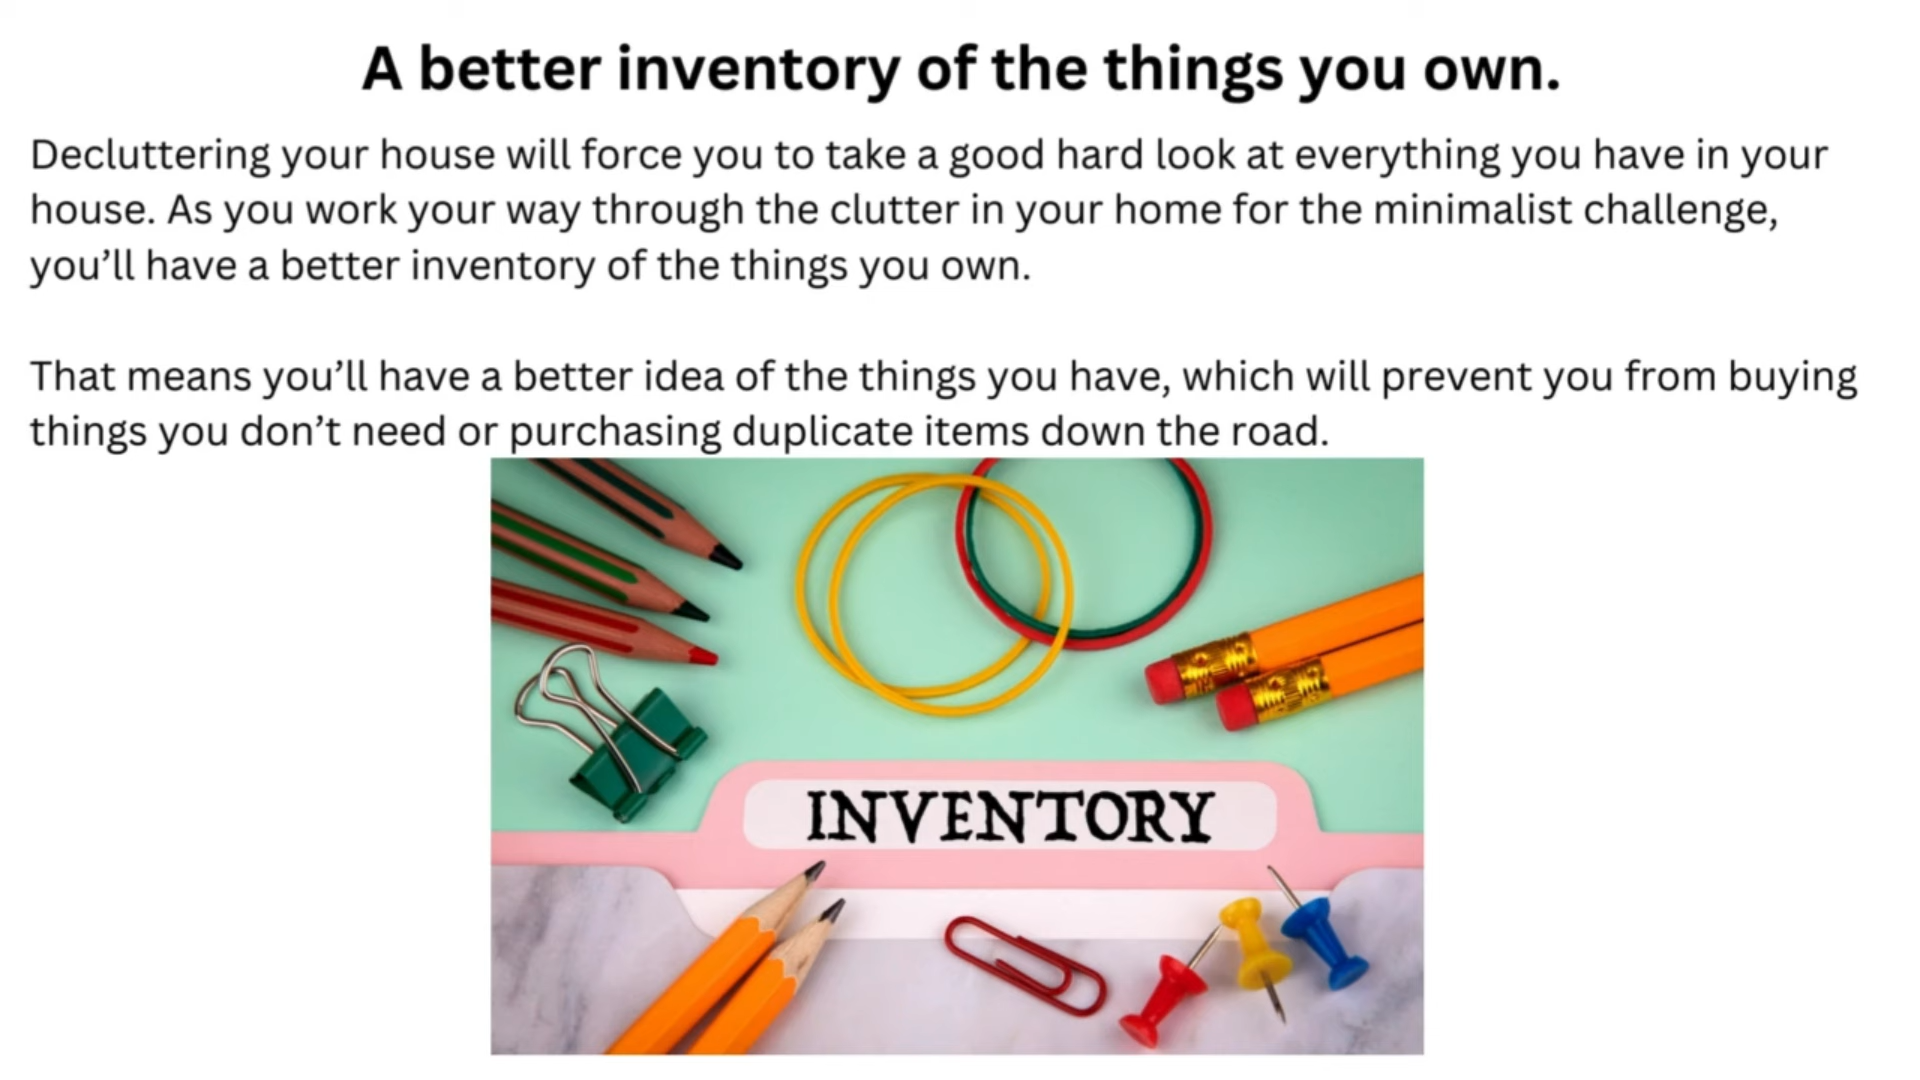 A better inventory of the things you own.
Decluttering your house will force you to take a good hard look at everything you have in your
house. As you work your way through the clutter in your home for the minimalist challenge,
you’ll have a better inventory of the things you own.
That means you’ll have a better idea of the things you have, which will prevent you from buying
things you don’t need or purchasing duplicate items down the road.
INVENTORY